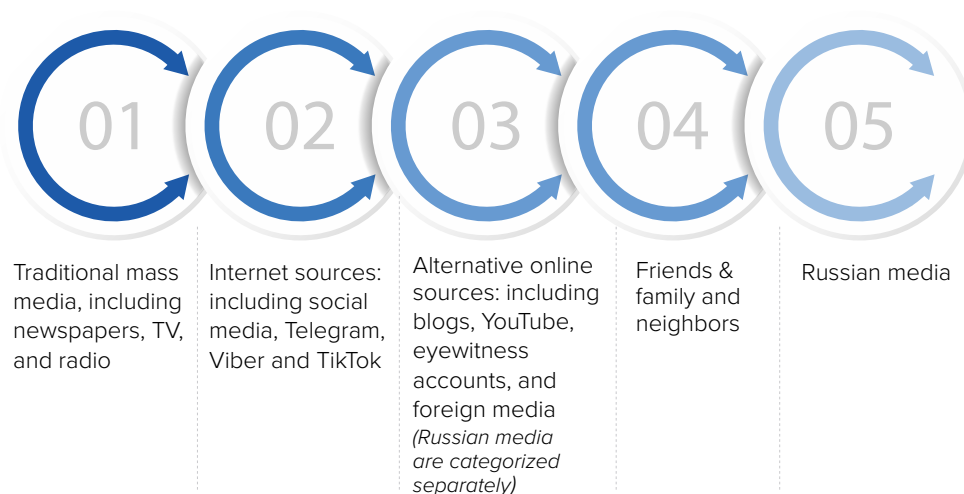 01
02
03
04
05
Traditional mass
media, including
newspapers, TV,
and radio
Internet sources:
including social
media, Telegram,
Viber and TikTok
Alternative online
sources: including
blogs, YouTube,
eyewitness
accounts, and
foreign media
(Russian media
are categorized
separately)
Friends &
family and
neighbors
Russian media